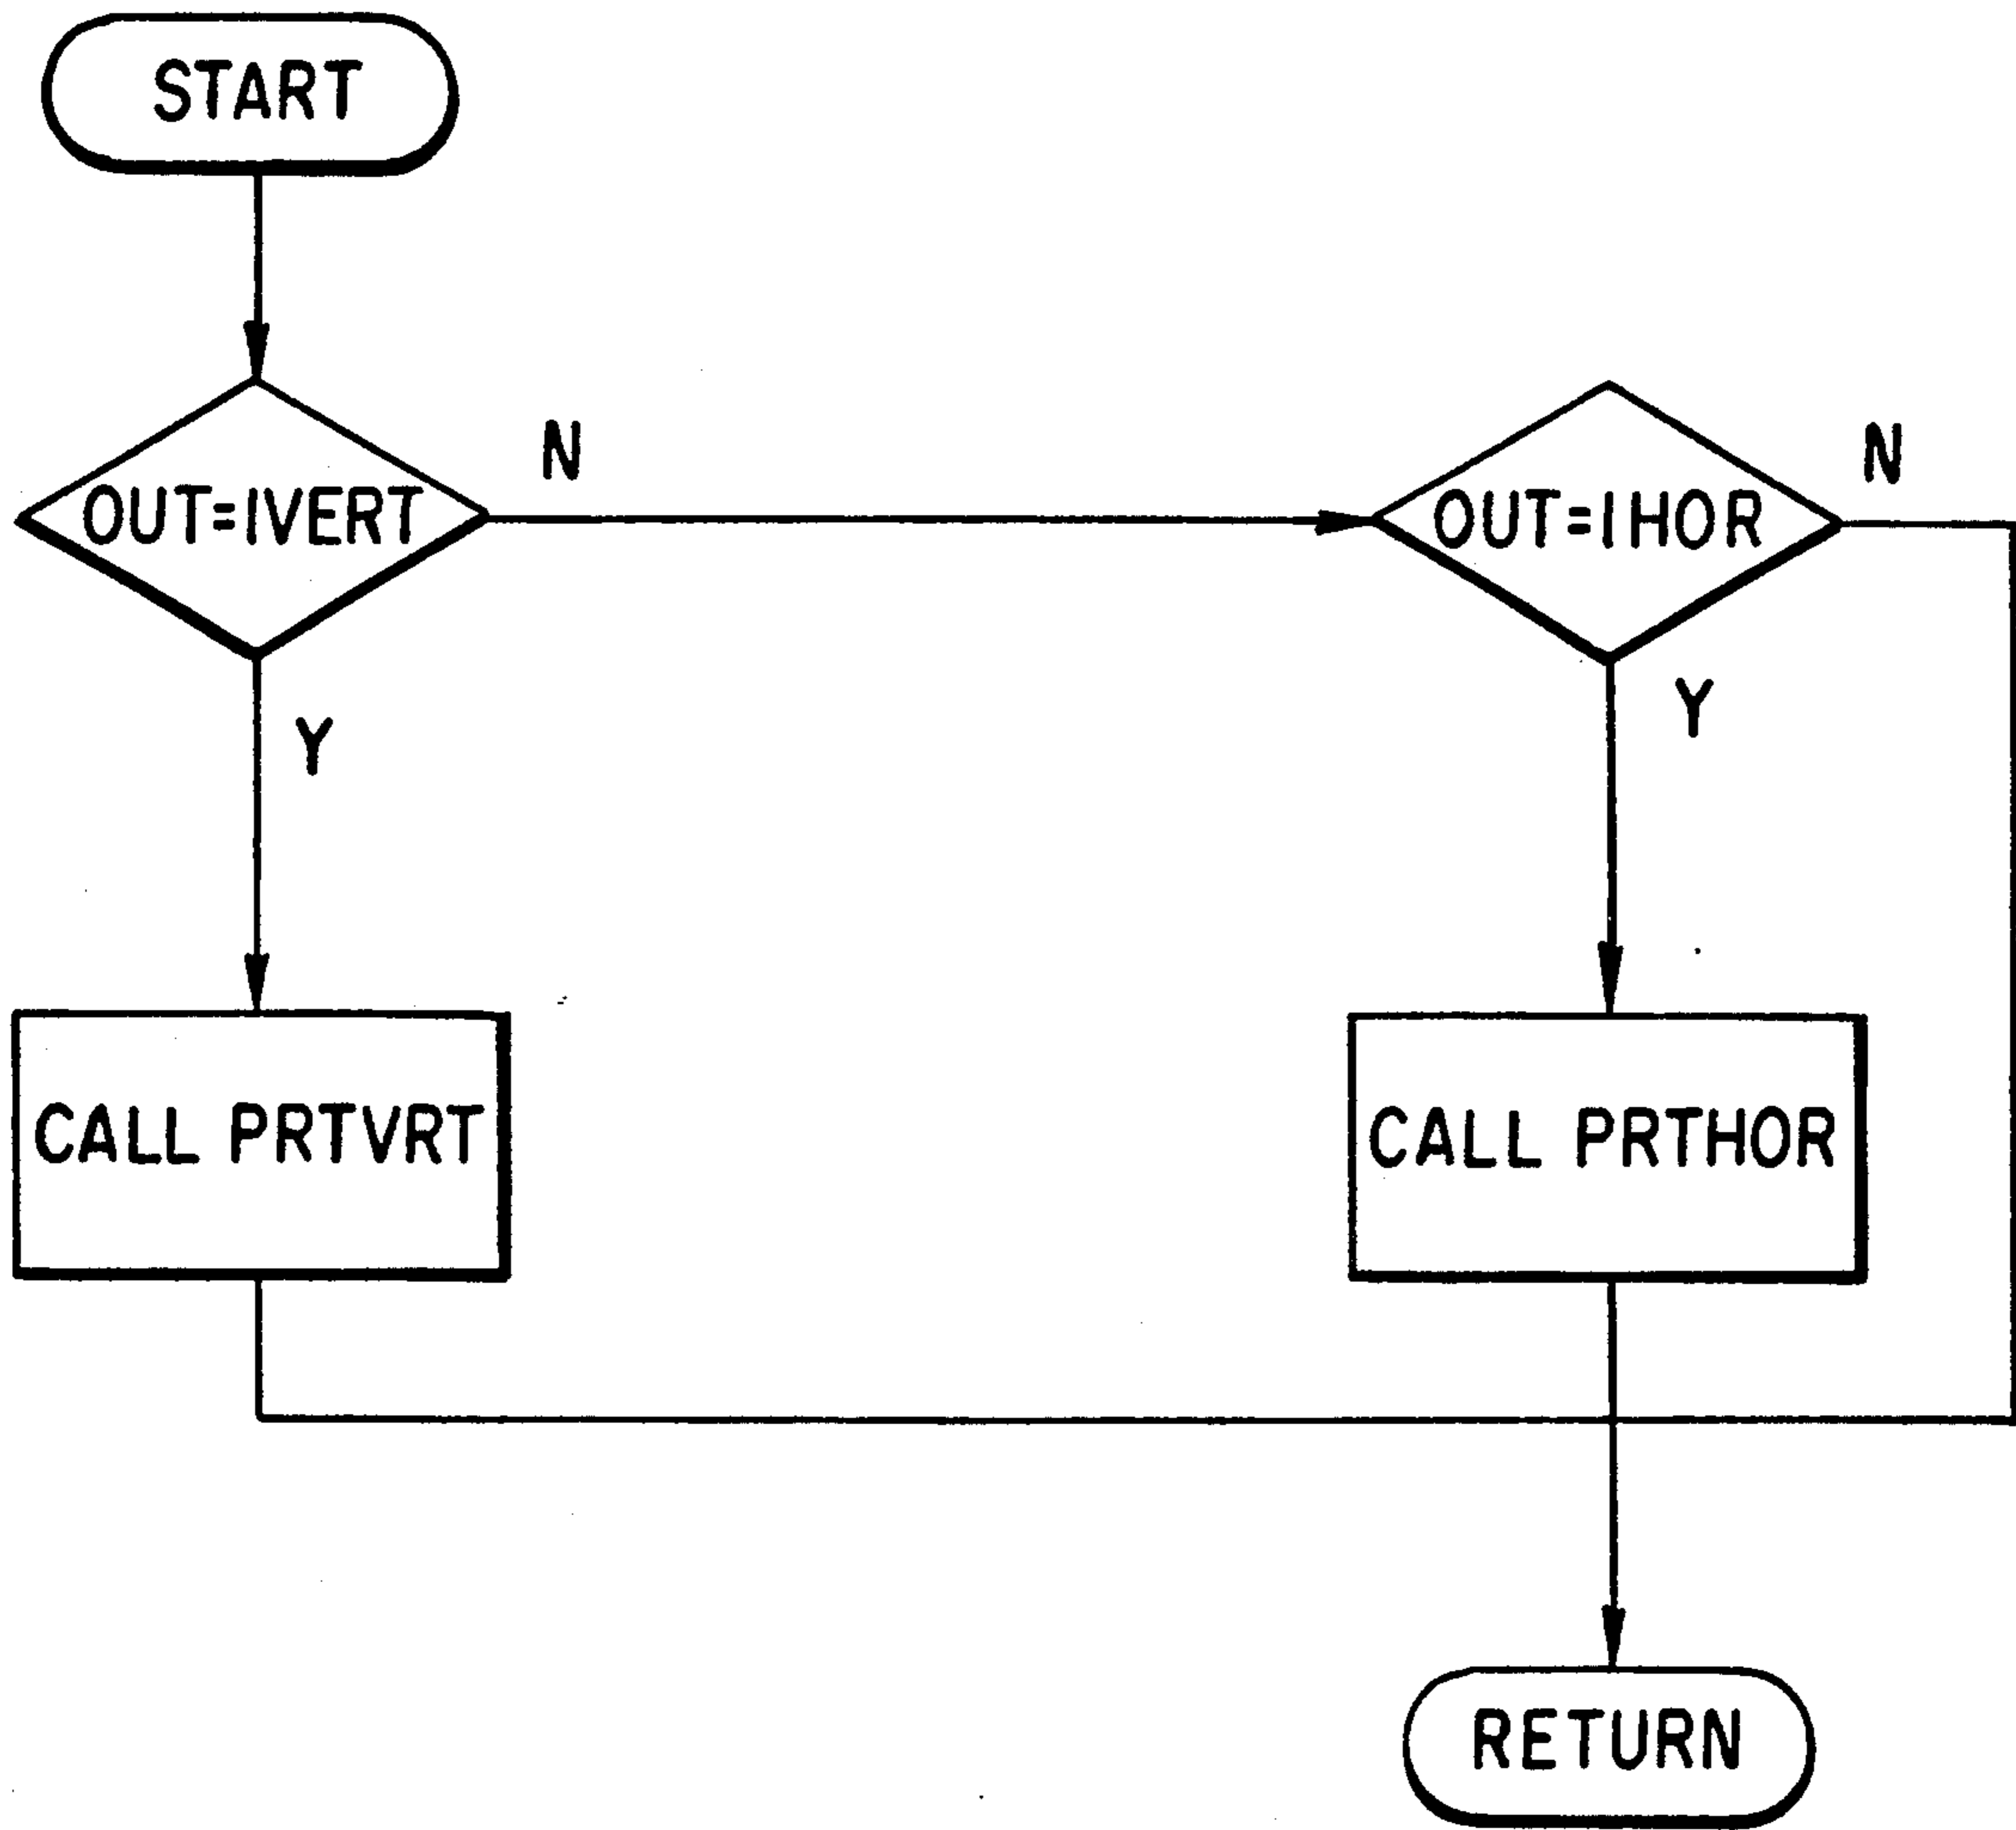 START
OUT=IVERT
N
OUT=IHOR
N
Y
Y
CALL PRTVRT
CALL PRTHOR
RETURN